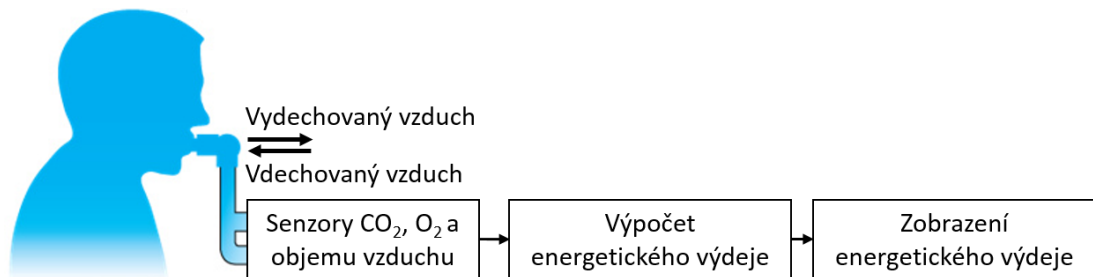 Vydechovaný vzduch
Vdechovaný vzduch
Senzory CO₂, O₂ a
objemu vzduchu
Výpočet
energetického výdeje
Zobrazení
energetického výdeje